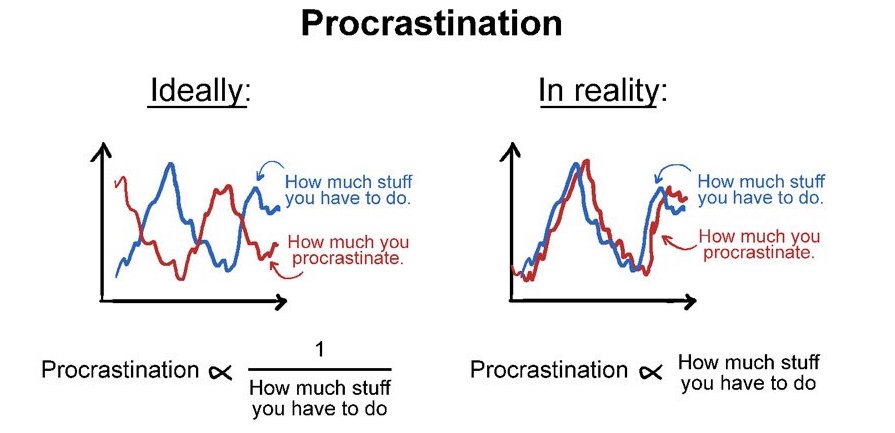 Procrastination
Ideally:
How much stuff
you have to do.
How much you
procrastinate.
Procrastination ∝
1
How much stuff
you have to do
In reality:
How much stuff
you have to do.
How much you
procrastinate.
Procrastination ∝
How much stuff
you have to do